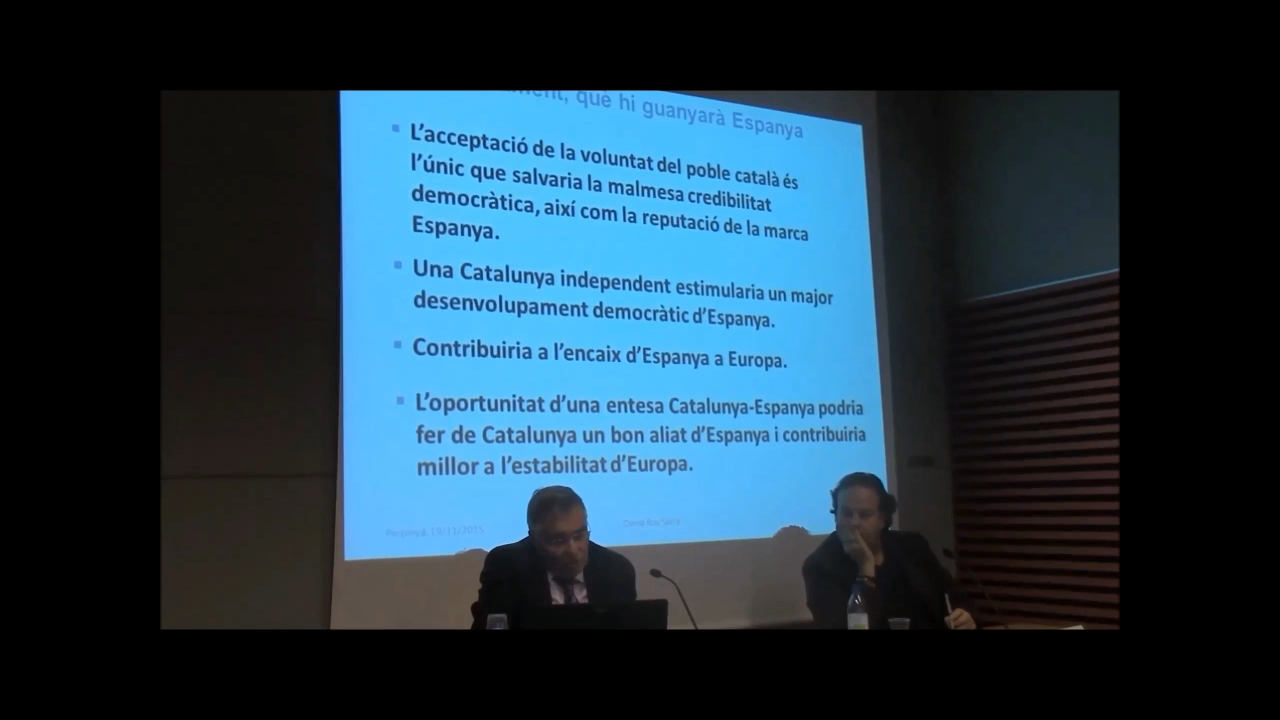 què hi guanyarà Espanya
L'acceptació de la voluntat del poble català és
l'únic que salvaria la malmesa credibilitat
democràtica, així com la reputació de la marca
Espanya.
Una Catalunya independent estimularia un major
desenvolupament democràtic d'Espanya.
Contribuiria a l'encaix d'Espanya a Europa.
L'oportunitat d'una entesa Catalunya-Espanya podria
fer de Catalunya un bon aliat d'Espanya i contribuiria
millor a l'estabilitat d'Europa.